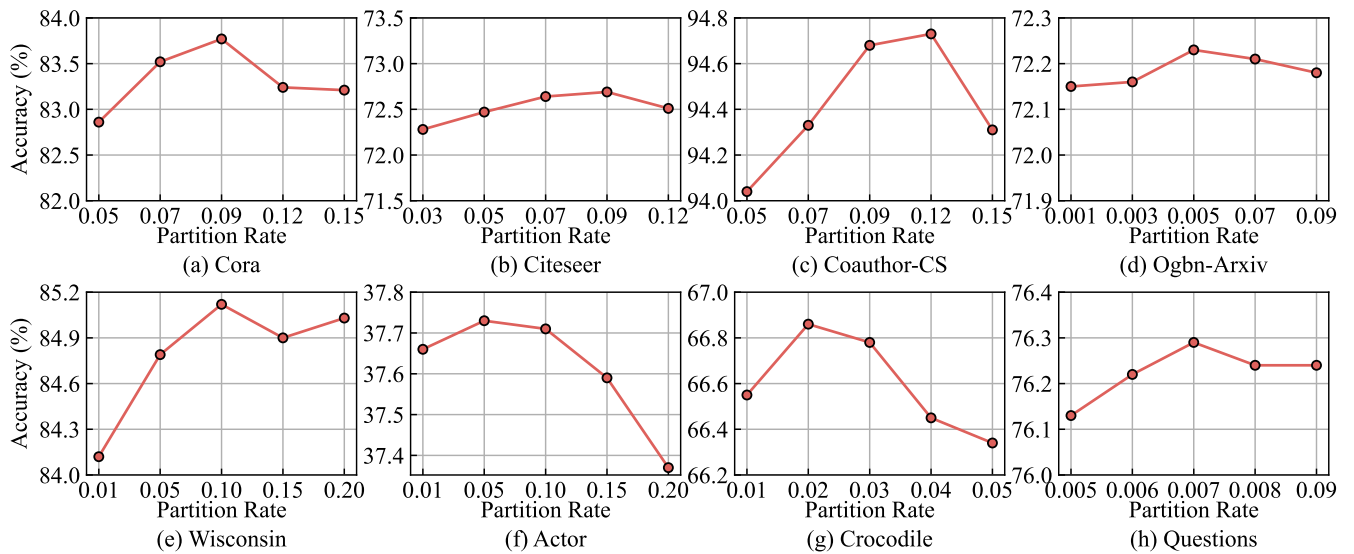 Accuracy (%)
84.0
83.5
83.0
82.5
82.0
0.05 0.07 0.09 0.12 0.15
Partition Rate
(a) Cora
73.5
73.0
72.5
72.0
71.5
0.03 0.05 0.07 0.09 0.12
Partition Rate
(b) Citeseer
94.8
94.6
94.4
94.2
94.0
0.05 0.07 0.09 0.12 0.15
Partition Rate
(c) Coauthor-CS
72.3
72.2
72.1
72.0
71.9
0.001 0.003 0.005 0.07 0.09
Partition Rate
(d) Ogbn-Arxiv
Accuracy (%)
85.2
84.9
84.6
84.3
84.0
0.01 0.05 0.10 0.15 0.20
Partition Rate
(e) Wisconsin
37.8
37.7
37.6
37.5
37.4
0.01 0.05 0.10 0.15 0.20
Partition Rate
(f) Actor
67.0
66.8
66.6
66.4
66.2
0.01 0.02 0.03 0.04 0.05
Partition Rate
(g) Crocodile
76.4
76.3
76.2
76.1
76.0
0.005 0.006 0.007 0.008 0.09
Partition Rate
(h) Questions